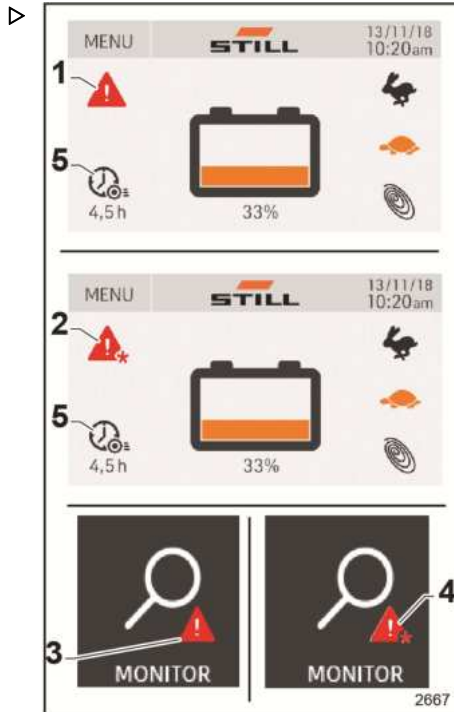 MENU STILL 13/11/18
10:20am
1
5
4,5 h 33%
MENU STILL 13/11/18
10:20am
2
5
4,5 h 33%
3
4
MONITOR MONITOR
2667